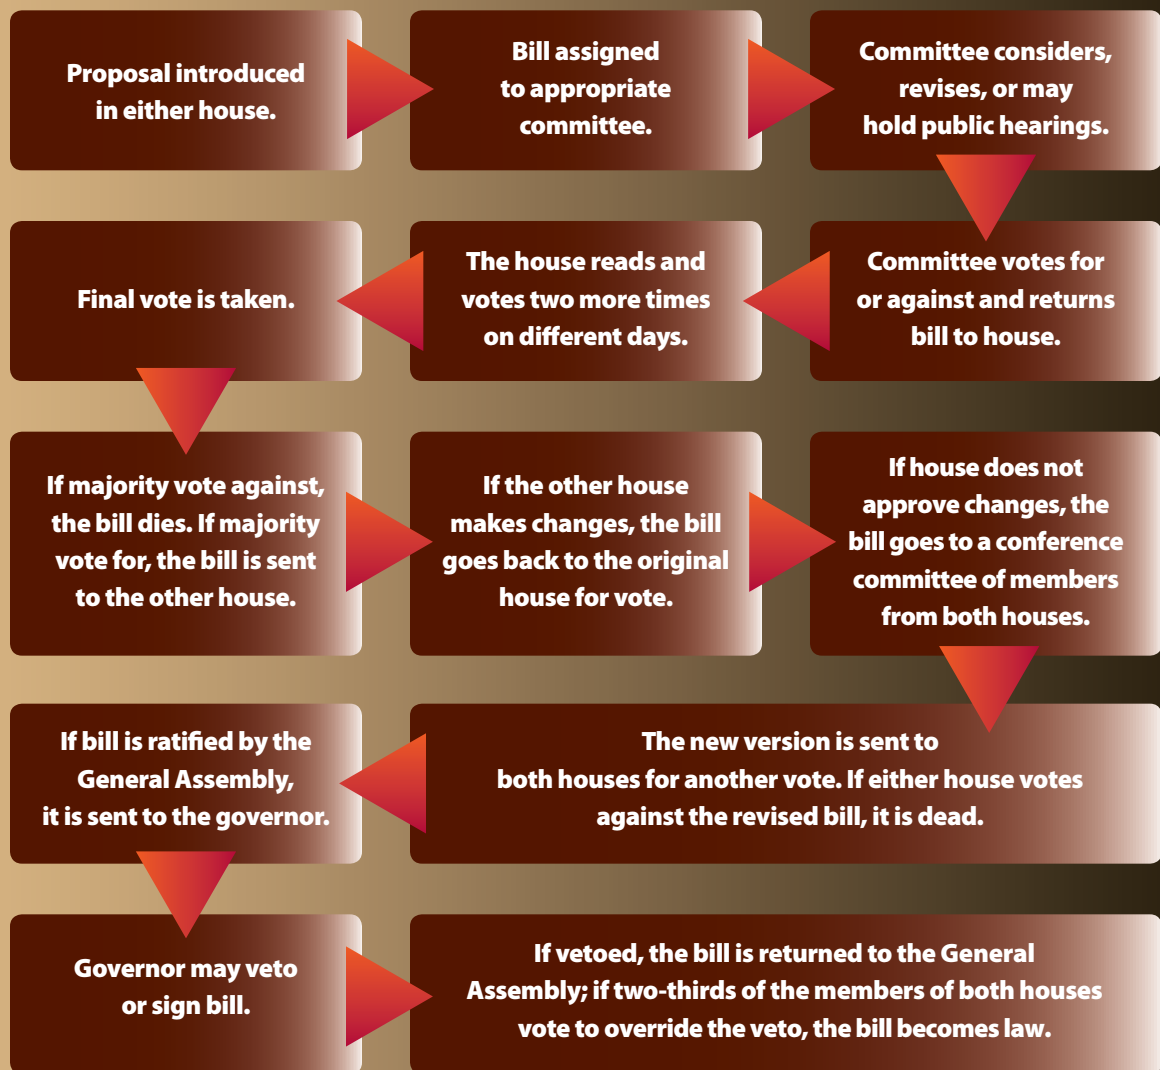 Proposal introduced
in either house.
Bill assigned
to appropriate
committee.
Committee considers,
revises, or may
hold public hearings.
Committee votes for
or against and returns
bill to house.
The house reads and
votes two more times
on different days.
Final vote is taken.
If majority vote against,
the bill dies. If majority
vote for, the bill is sent
to the other house.
If the other house
makes changes, the bill
goes back to the original
house for vote.
If house does not
approve changes, the
bill goes to a conference
committee of members
from both houses.
The new version is sent to
both houses for another vote. If either house votes
against the revised bill, it is dead.
If bill is ratified by the
General Assembly,
it is sent to the governor.
Governor may veto
or sign bill.
If vetoed, the bill is returned to the General
Assembly; if two-thirds of the members of both houses
vote to override the veto, the bill becomes law.